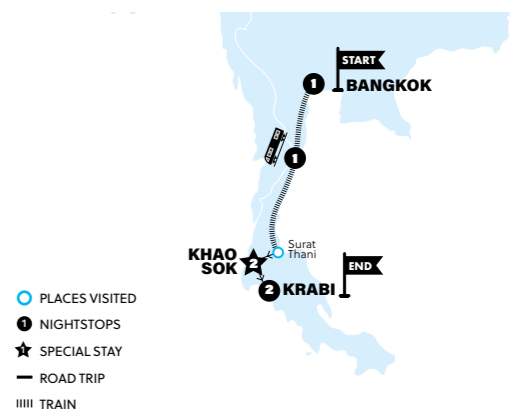 START
1
BANGKOK
1
Surat
Thani
KHAO
SOK
2
END
2
KRABI
PLACES VISITED
1 NIGHTSTOPS
1 SPECIAL STAY
ROAD TRIP
TRAIN